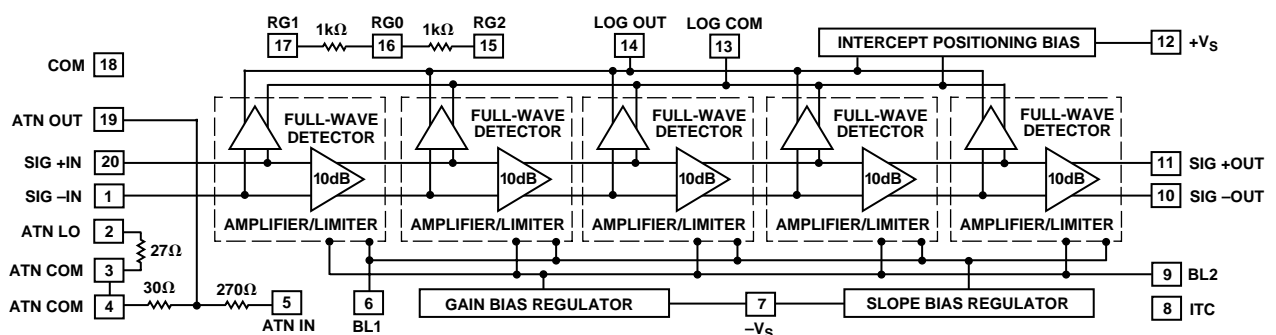 RG1 RG0 RG2 LOG OUT LOG COM
1kΩ 1kΩ
17 16 15 14 13 INTERCEPT POSITIONING BIAS 12 +VS
COM 18
ATN OUT 19
FULL-WAVE DETECTOR FULL-WAVE DETECTOR FULL-WAVE DETECTOR FULL-WAVE DETECTOR FULL-WAVE DETECTOR
SIG +IN 20 11 SIG +OUT
10dB 10dB 10dB 10dB 10dB
SIG –IN 1 10 SIG –OUT
AMPLIFIER/LIMITER AMPLIFIER/LIMITER AMPLIFIER/LIMITER AMPLIFIER/LIMITER AMPLIFIER/LIMITER
ATN LO 2
27Ω
ATN COM 3 9 BL2
30Ω 270Ω
ATN COM 4 5 6 GAIN BIAS REGULATOR 7 SLOPE BIAS REGULATOR 8 ITC
ATN IN BL1 –VS